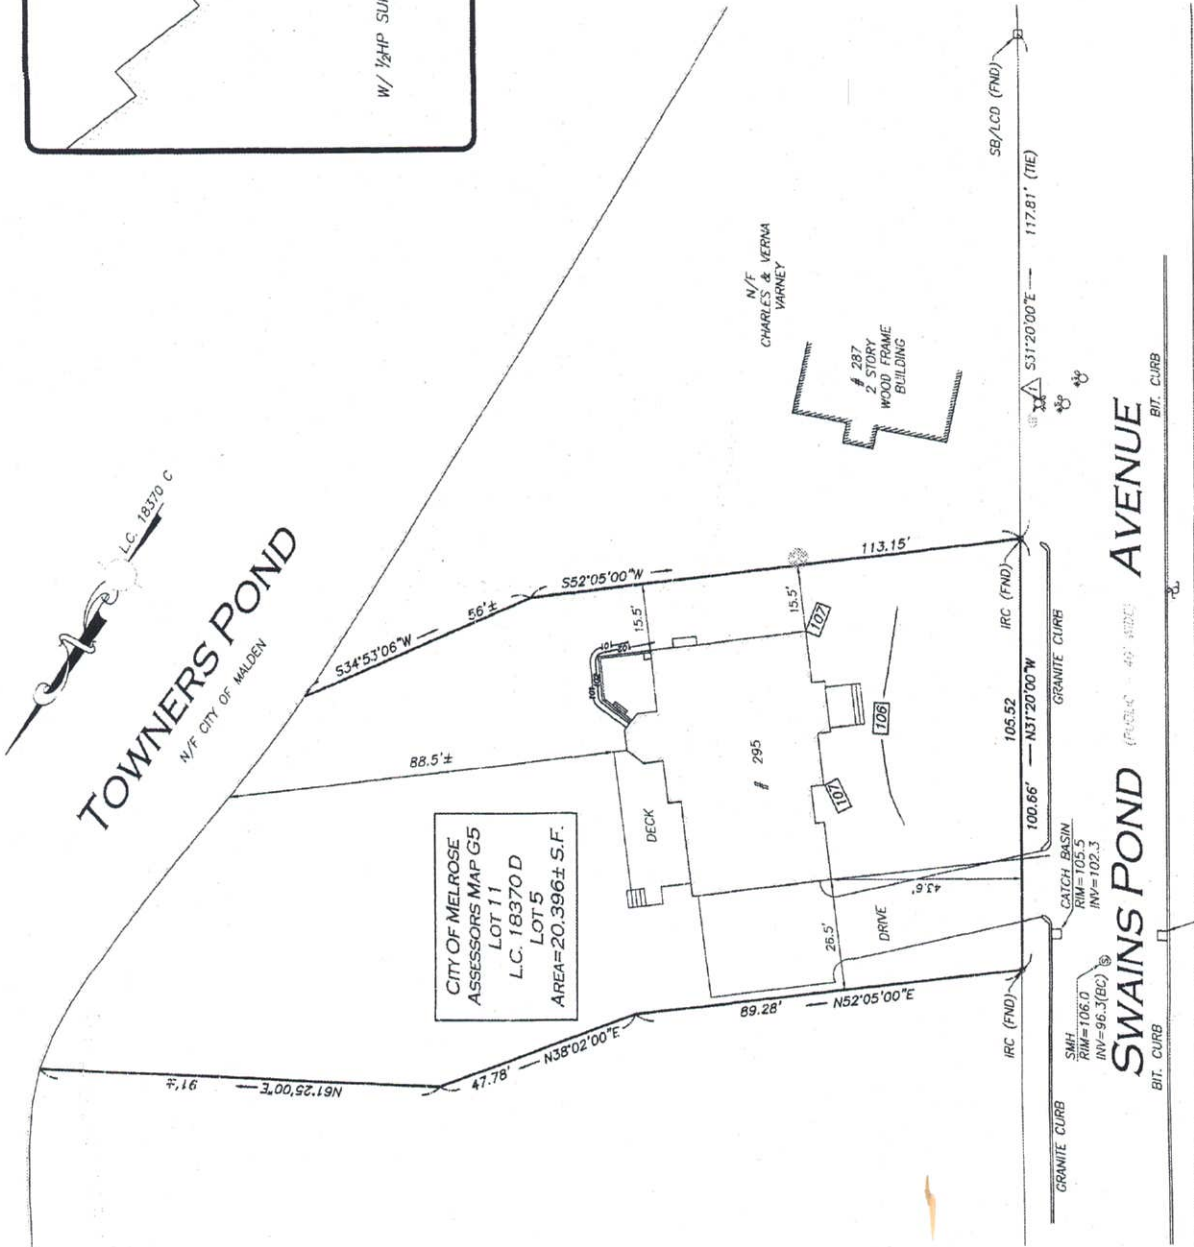 W/ ½HP SU
L.C. 18370 C
TOWNERS POND
N/F CITY OF MALDEN
SB/LCD (FND)
S31°20'00"E
117.81' (TIE)
N/F
CHARLES & VERNA
VARNEY
# 287
2 STORY
WOOD FRAME
BUILDING
S34°53'06"W
56'±
S52°05'00"W
113.15'
15.5'
15.5'
88.5'±
107
106
107
# 295
DECK
CITY OF MELROSE
ASSESSORS MAP G5
LOT 11
L.C. 18370 D
LOT 5
AREA=20,396± S.F.
N61°25'00"E
91'±
47.78'
N38°02'00"E
89.28'
N52°05'00"E
26.5'
43.6'
DRIVE
IRC (FND)
105.52
100.66'
N31°20'00"W
IRC (FND)
GRANITE CURB
GRANITE CURB
CATCH BASIN
RIM=105.5
INV=102.3
SMH
RIM=106.0
INV=96.3(BC)
S
1
SWAINS POND AVENUE
(PUBLIC - 40' WIDE)
BIT. CURB
BIT. CURB